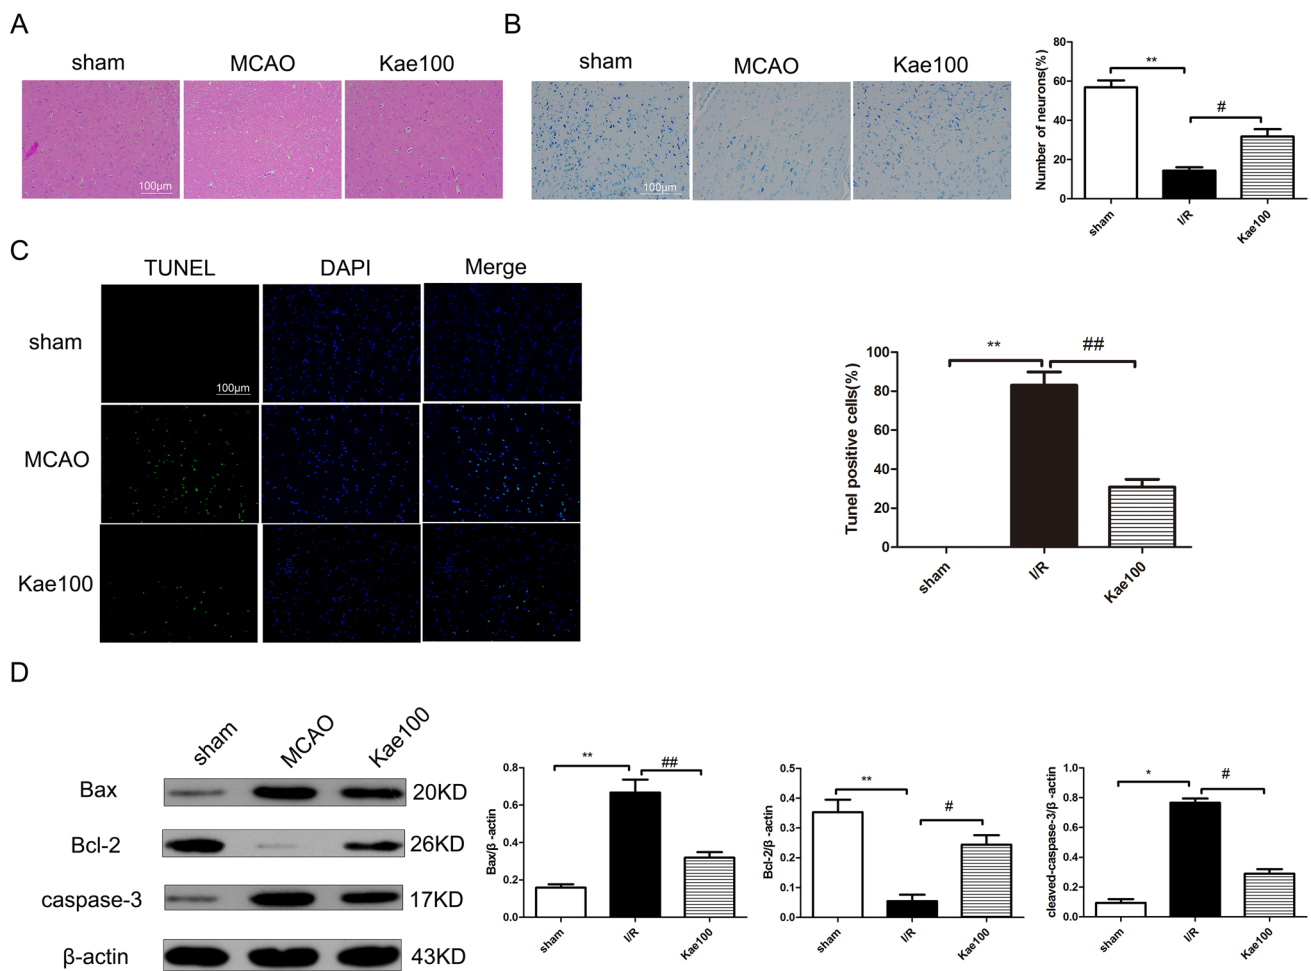 A
sham
MCAO
Kae100
100μm
B
sham
MCAO
Kae100
100μm
Number of neurons(%)
80
60
40
20
0
**
#
sham
I/R
Kae100
C
TUNEL
DAPI
Merge
sham
100μm
MCAO
Kae100
Tunel positive cells(%)
100
80
60
40
20
0
**
##
sham
I/R
Kae100
D
sham
MCAO
Kae100
Bax
20KD
Bcl-2
26KD
caspase-3
17KD
β-actin
43KD
Bax/β -actin
0.8
0.6
0.4
0.2
0.0
**
##
sham
I/R
Kae100
Bcl-2/β -actin
0.5
0.4
0.3
0.2
0.1
0.0
**
#
sham
I/R
Kae100
cleaved-caspase-3/β -actin
1.0
0.8
0.6
0.4
0.2
0.0
*
#
sham
I/R
Kae100